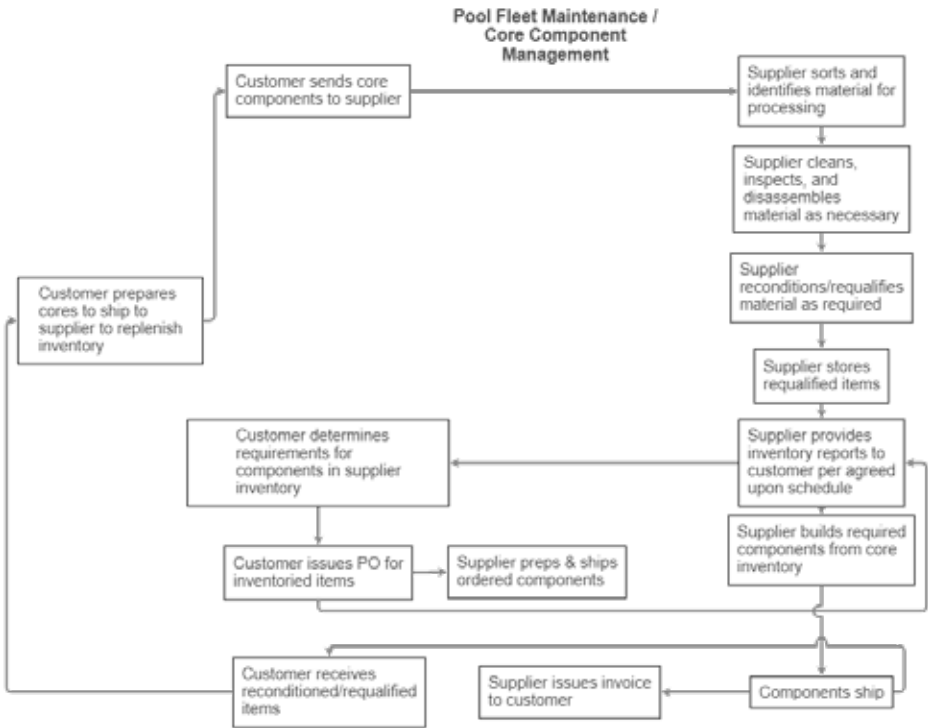 Pool Fleet Maintenance /
Core Component
Management
Customer sends core
components to supplier
Supplier sorts and
identifies material for
processing
Supplier cleans,
inspects, and
disassembles
material as necessary
Supplier
reconditions/requalifies
material as required
Customer prepares
cores to ship to
supplier to replenish
inventory
Supplier stores
requalified items
Customer determines
requirements for
components in supplier
inventory
Supplier provides
inventory reports to
customer per agreed
upon schedule
Supplier builds required
components from core
inventory
Customer issues PO for
inventoried items
Supplier preps & ships
ordered components
Customer receives
reconditioned/requalified
items
Supplier issues invoice
to customer
Components ship